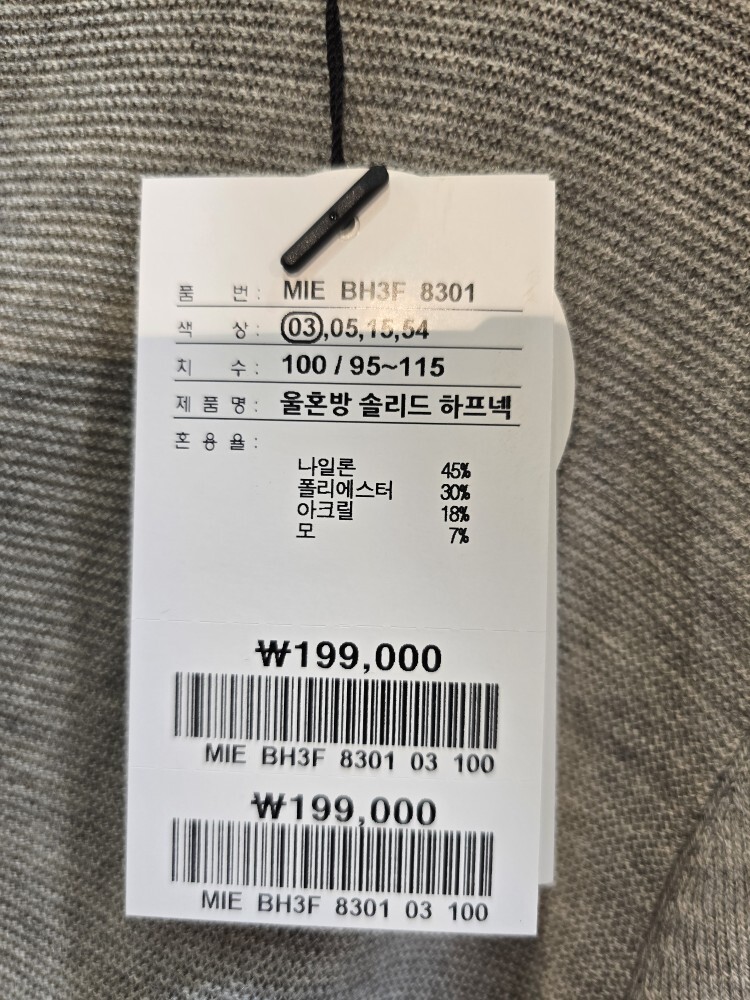 품 번 : MIE BH3F 8301
색 상 : 03,05,15,54
치 수 : 100 / 95~115
제 품 명 : 울혼방 솔리드 하프넥
혼 용 율 :
나일론 45%
폴리에스터 30%
아크릴 18%
모 7%
₩199,000
MIE BH3F 8301 03 100
₩199,000
MIE BH3F 8301 03 100